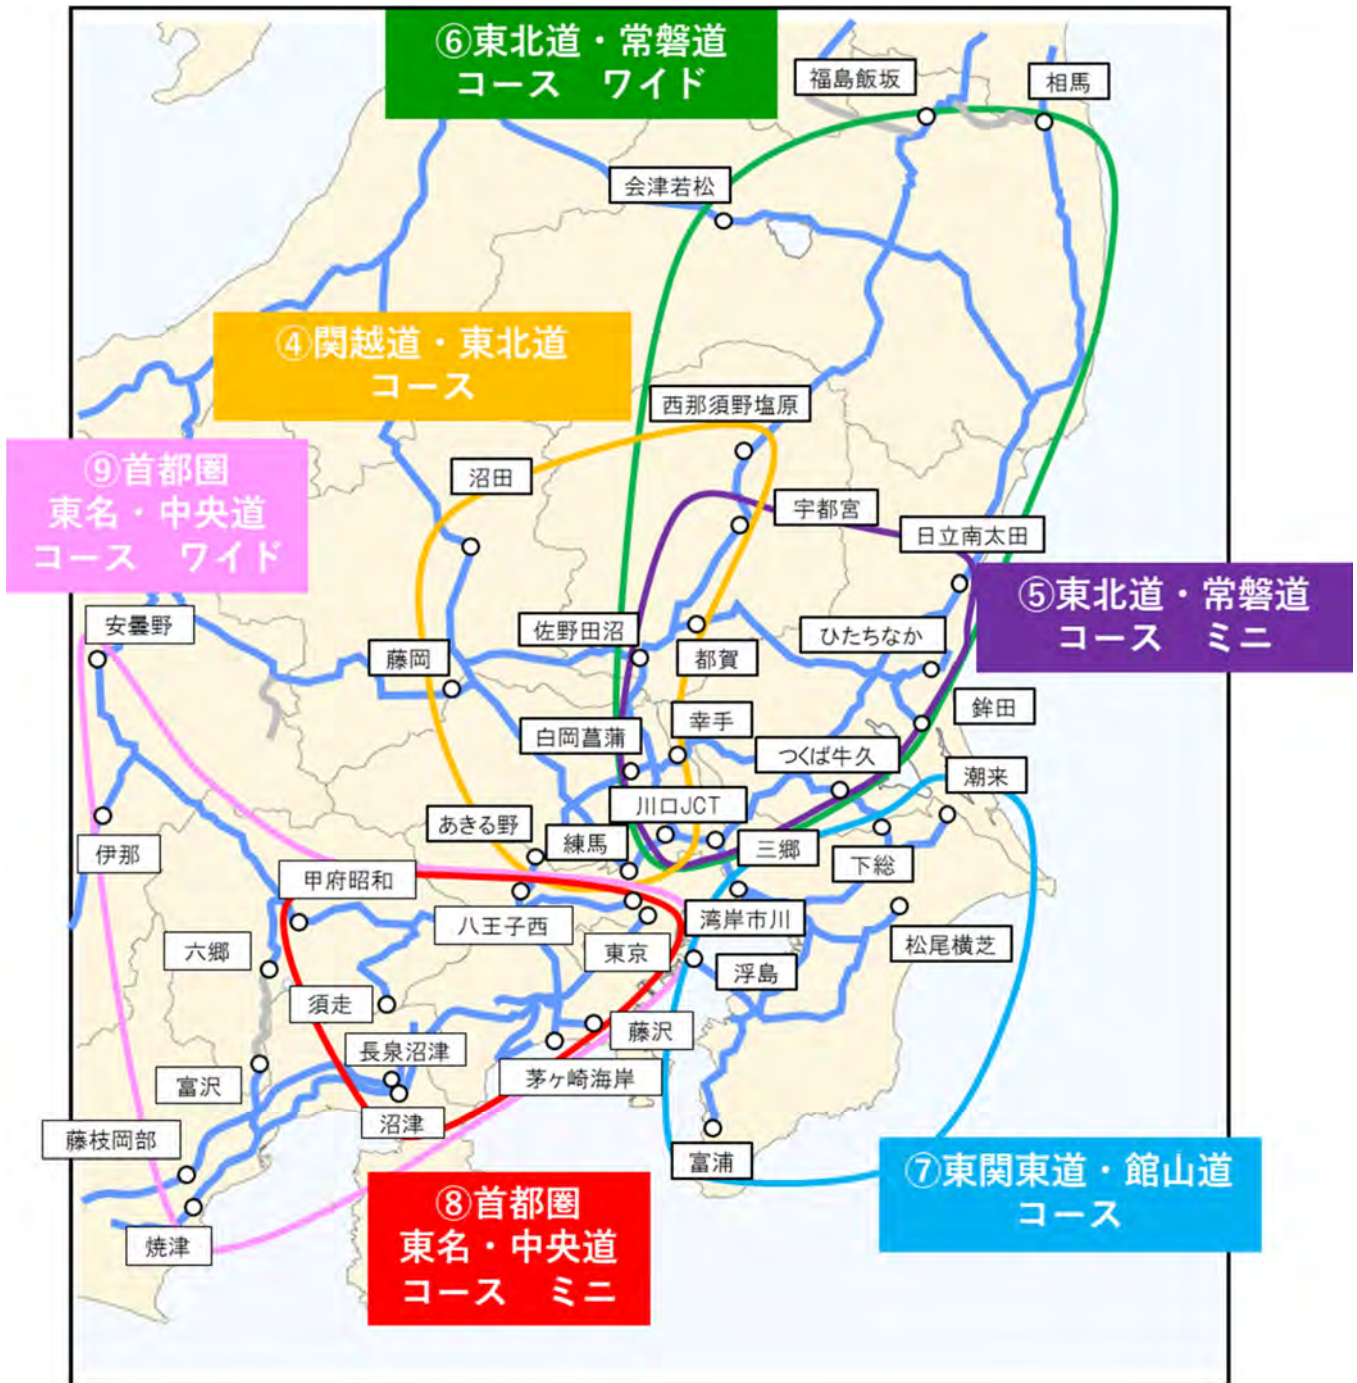 ⑥東北道・常磐道
コース ワイド
福島飯坂
相馬
会津若松
④関越道・東北道
コース
西那須野塩原
沼田
⑨首都圏
東名・中央道
コース ワイド
宇都宮
日立南太田
⑤東北道・常磐道
コース ミニ
安曇野
佐野田沼
ひたちなか
藤岡
都賀
鉾田
白岡菖蒲
幸手
つくば牛久
潮来
川口JCT
あきる野
練馬
三郷
下総
伊那
甲府昭和
八王子西
湾岸市川
松尾横芝
東京
六郷
浮島
須走
藤沢
長泉沼津
茅ヶ崎海岸
富沢
沼津
藤枝岡部
富浦
⑦東関東道・館山道
コース
⑧首都圏
東名・中央道
コース ミニ
焼津